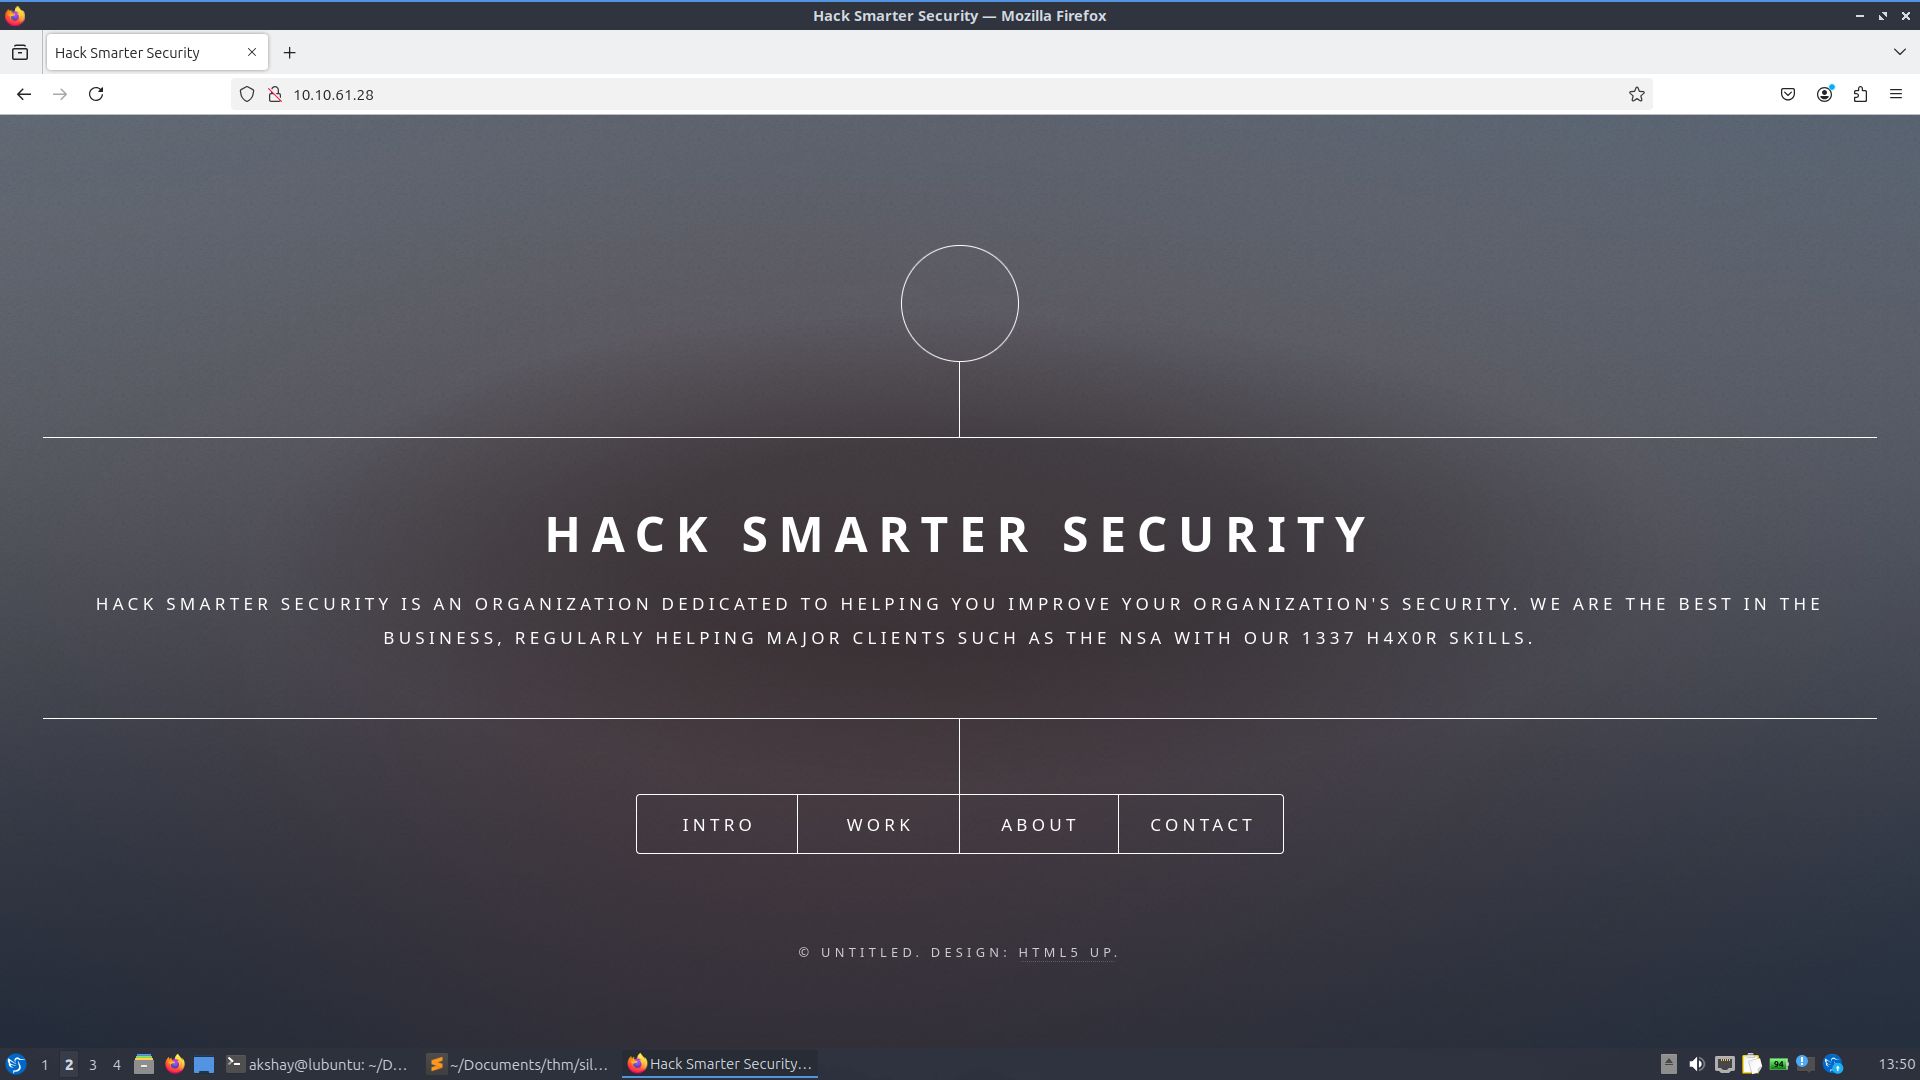 Hack Smarter Security — Mozilla Firefox
Hack Smarter Security
10.10.61.28
HACK SMARTER SECURITY
HACK SMARTER SECURITY IS AN ORGANIZATION DEDICATED TO HELPING YOU IMPROVE YOUR ORGANIZATION'S SECURITY. WE ARE THE BEST IN THE
BUSINESS, REGULARLY HELPING MAJOR CLIENTS SUCH AS THE NSA WITH OUR 1337 H4X0R SKILLS.
INTRO WORK ABOUT CONTACT
© UNTITLED. DESIGN: HTML5 UP.
1 2 3 4 akshay@lubuntu: ~/D... ~/Documents/thm/sil... Hack Smarter Security... 94 13:50